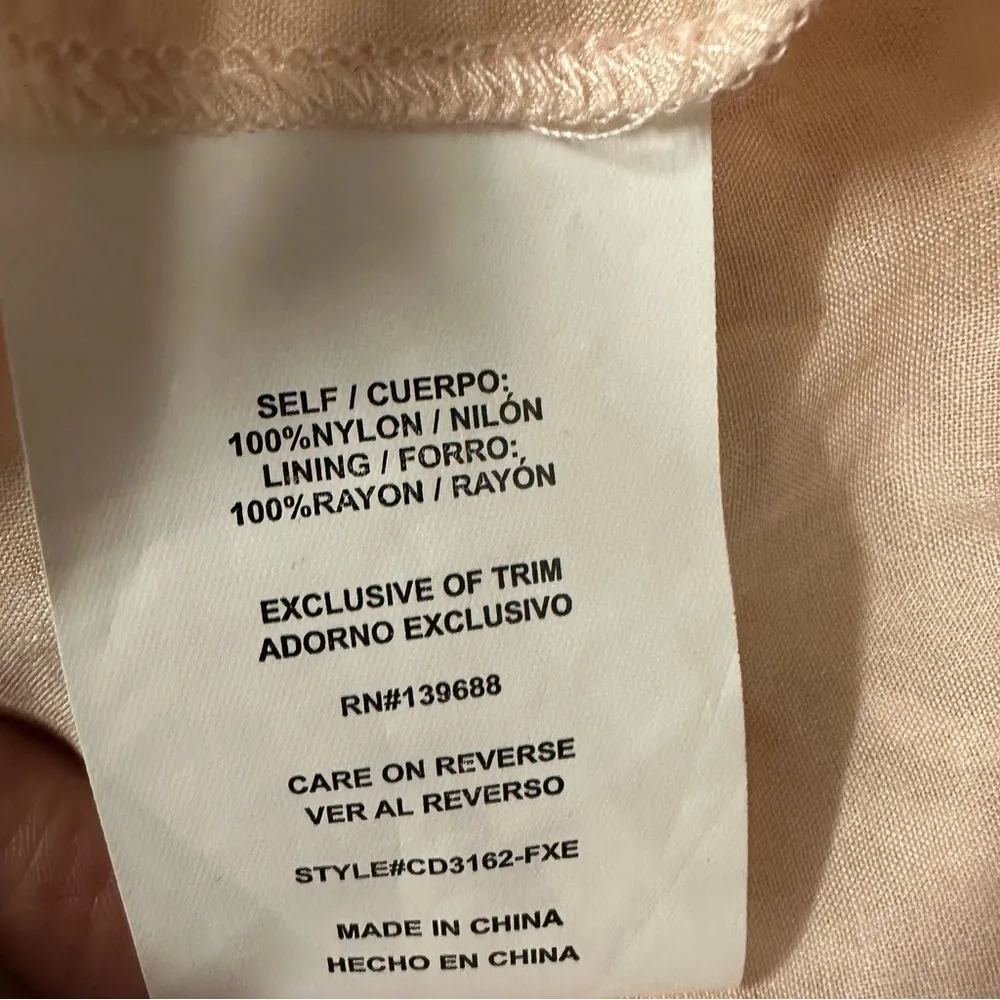 SELF / CUERPO:
100%NYLON / NILÓN
LINING / FORRO:
100%RAYON / RAYÓN
EXCLUSIVE OF TRIM
ADORNO EXCLUSIVO
RN#139688
CARE ON REVERSE
VER AL REVERSO
STYLE#CD3162-FXE
MADE IN CHINA
HECHO EN CHINA